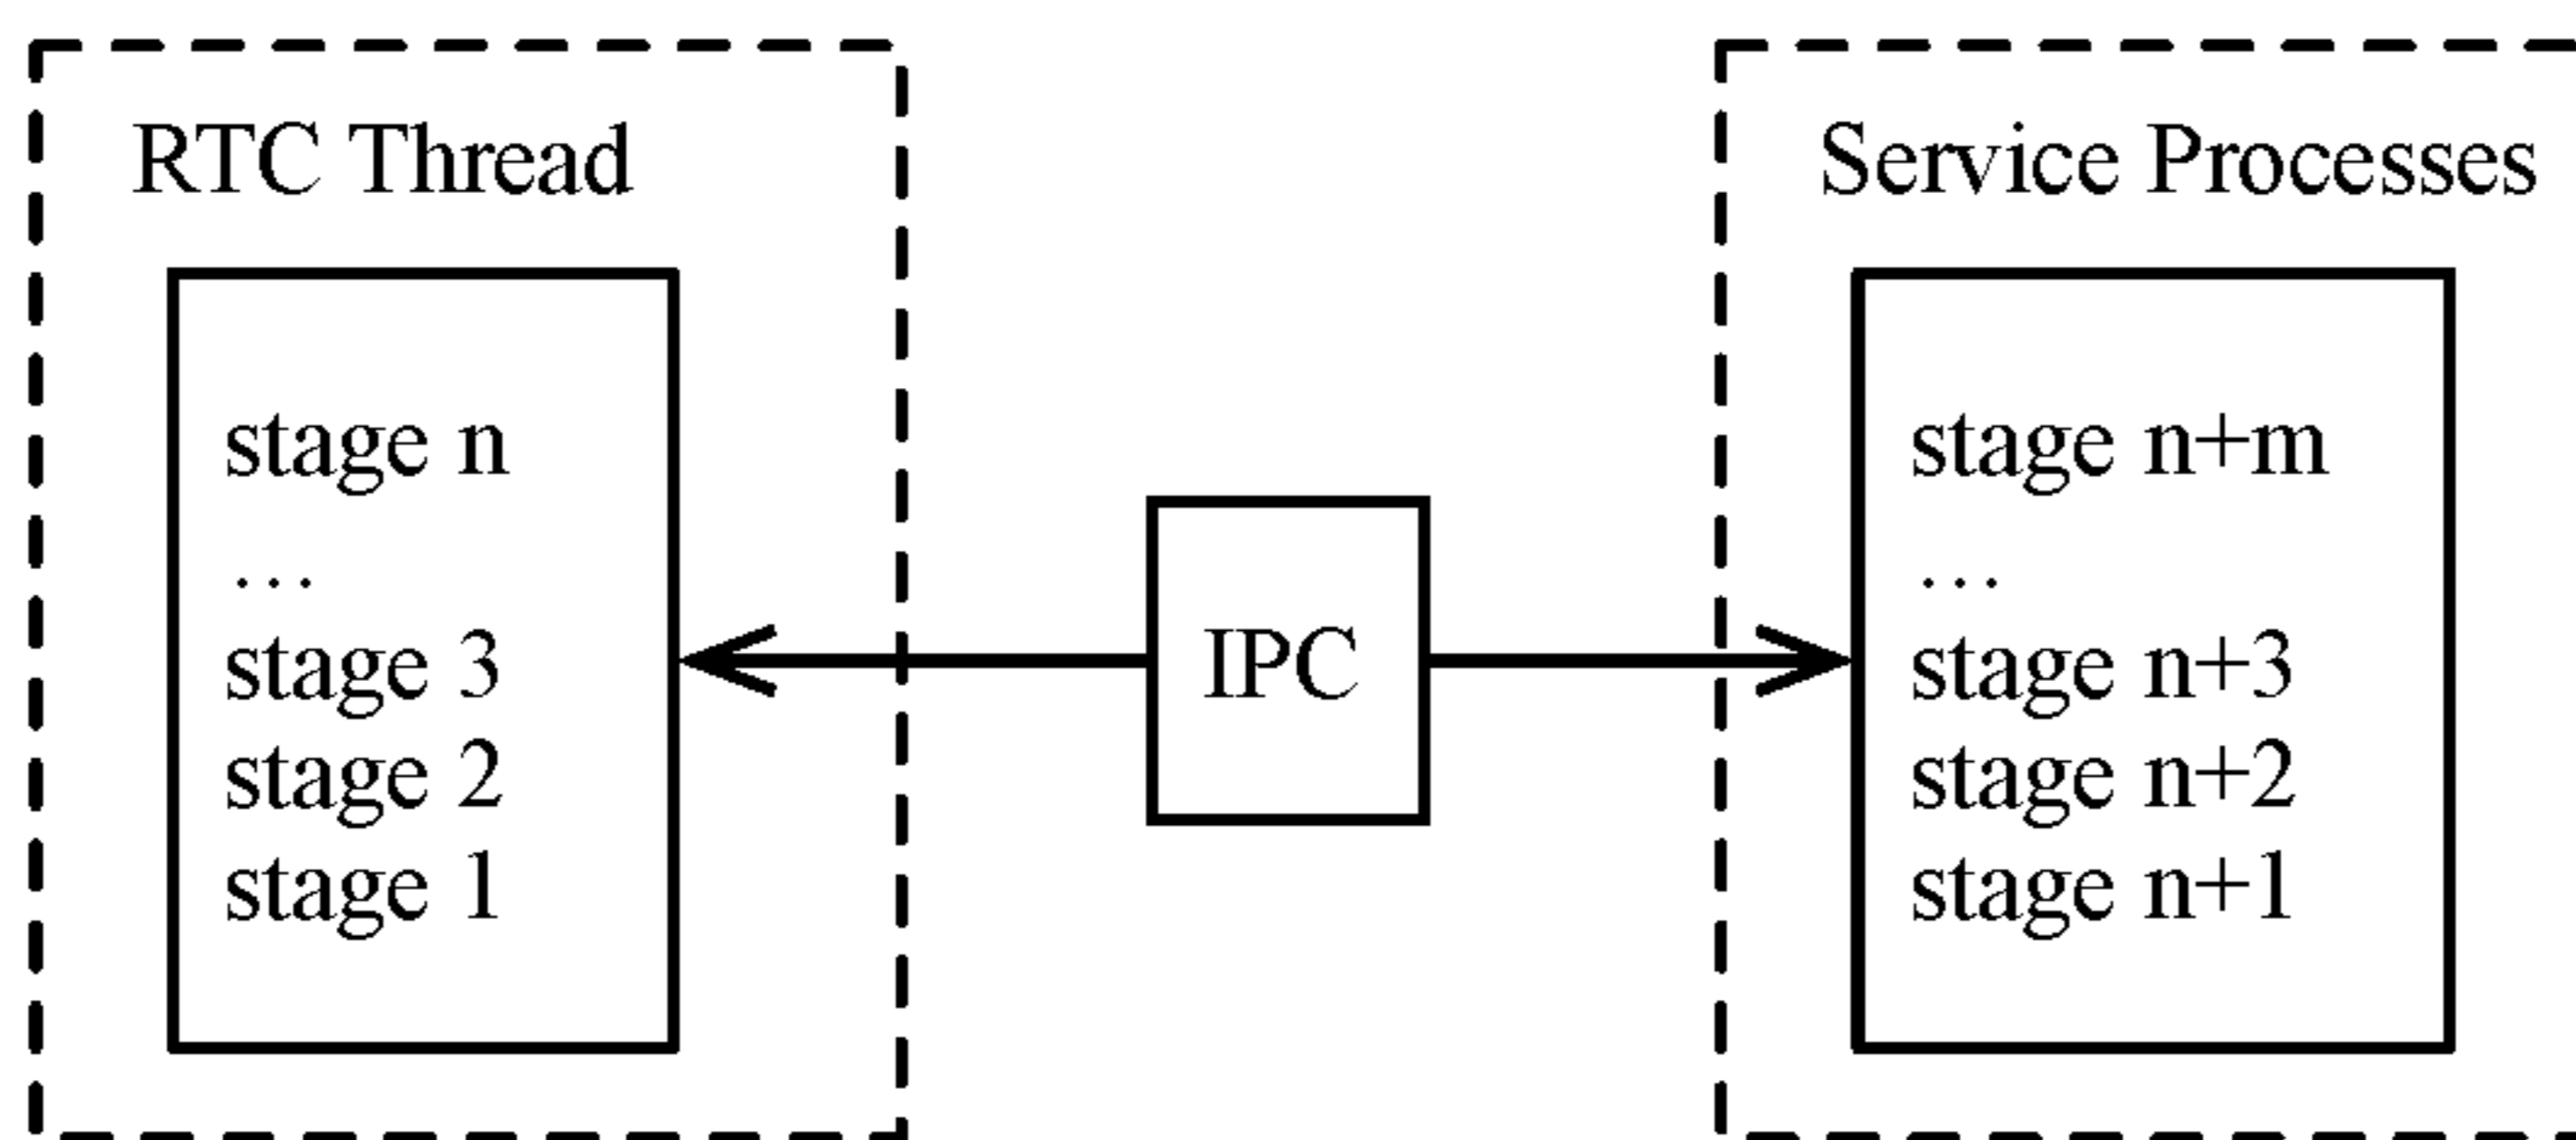 RTC Thread
stage n
...
stage 3
stage 2
stage 1
IPC
Service Processes
stage n+m
...
stage n+3
stage n+2
stage n+1